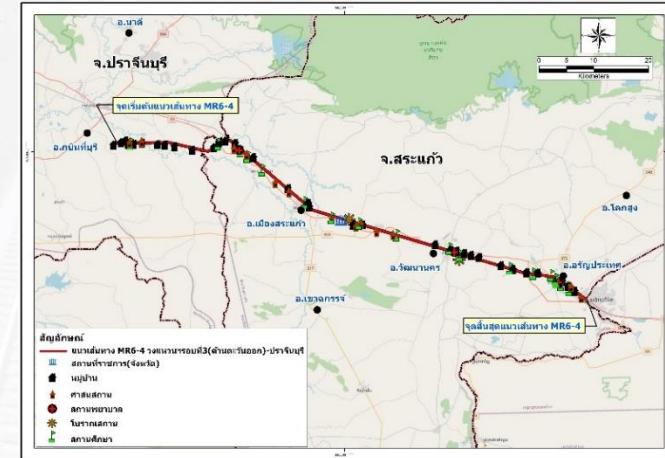 อ.นาดี
จ.ปราจีนบุรี
จุดเริ่มต้นแนวเส้นทาง MR6-4
อ.กบินทร์บุรี
0 5 10 20
Kilometers
จ.สระแก้ว
อ.โคกสูง
อ.เมืองสระแก้ว
อ.วัฒนานคร
อ.อรัญประเทศ
อ.เขาฉกรรจ์
จุดสิ้นสุดแนวเส้นทาง MR6-4
สัญลักษณ์
แนวเส้นทาง MR6-4 วงแหวนรอบที่3(ด้านตะวันออก)-ปราจีนบุรี
สถานที่ราชการ(จังหวัด)
หมู่บ้าน
ศาสนสถาน
สถานพยาบาล
โบราณสถาน
สถานศึกษา